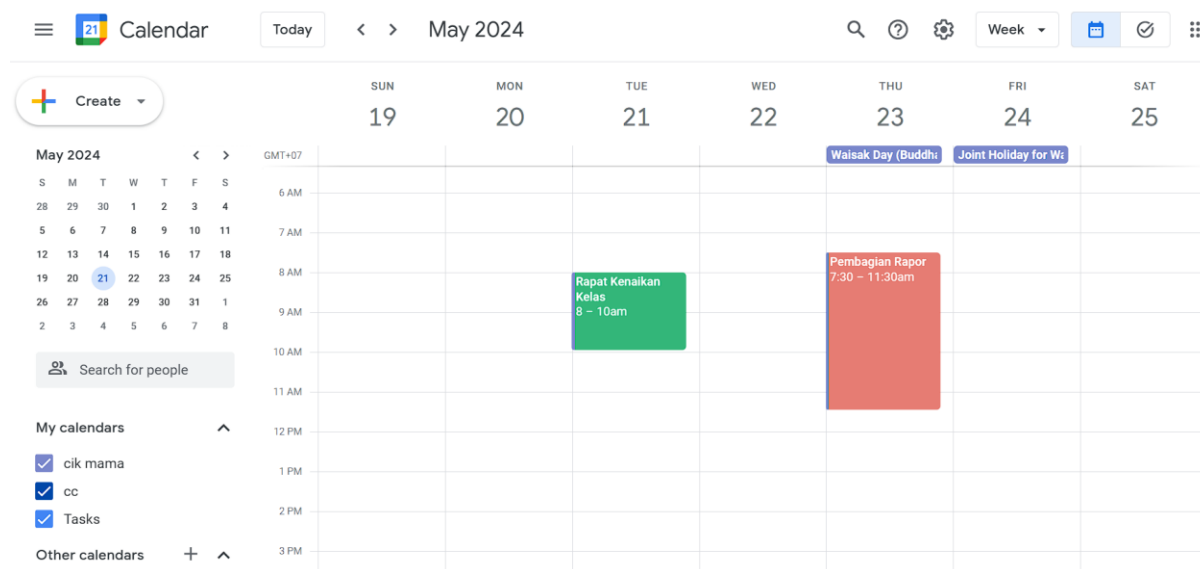 21 Calendar Today May 2024 Week
Create
SUN MON TUE WED THU FRI SAT
19 20 21 22 23 24 25
GMT+07 Waisak Day (Buddha Joint Holiday for Wa
May 2024
S M T W T F S
28 29 30 1 2 3 4
5 6 7 8 9 10 11
12 13 14 15 16 17 18
19 20 21 22 23 24 25
26 27 28 29 30 31 1
2 3 4 5 6 7 8
Search for people
My calendars
cik mama
cc
Tasks
Other calendars
6 AM
7 AM
8 AM
9 AM
10 AM
11 AM
12 PM
1 PM
2 PM
3 PM
Rapat Kenaikan
Kelas
8 – 10am
Pembagian Rapor
7:30 – 11:30am